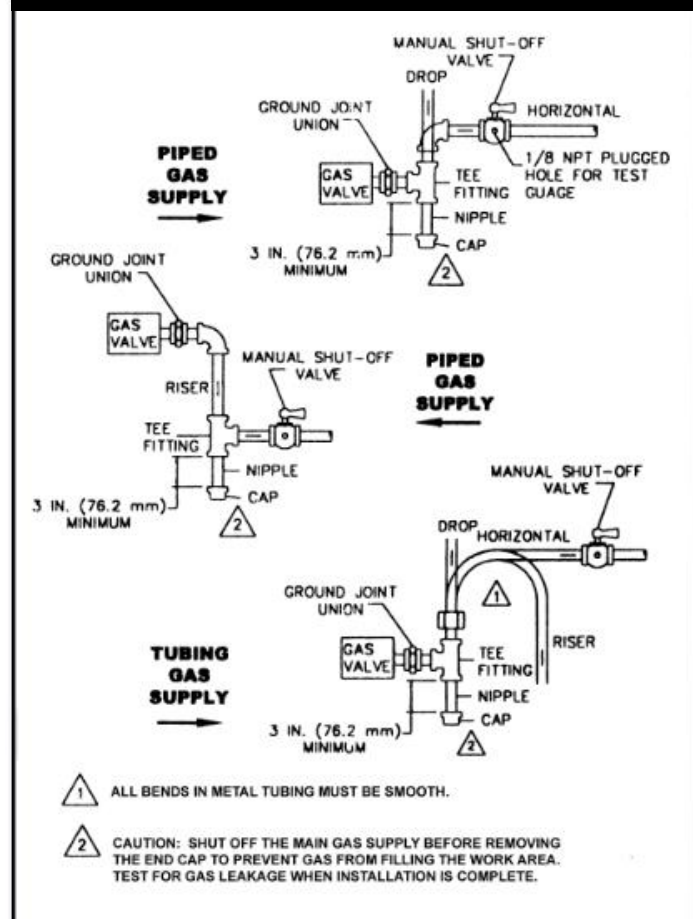 MANUAL SHUT-OFF
VALVE
DROP
GROUND JOINT
UNION
HORIZONTAL
PIPED
GAS
SUPPLY
GAS
VALVE
TEE
FITTING
1/8 NPT PLUGGED
HOLE FOR TEST
GUAGE
NIPPLE
3 IN. (76.2 mm)
MINIMUM
CAP
2
GROUND JOINT
UNION
GAS
VALVE
MANUAL SHUT-OFF
VALVE
PIPED
GAS
SUPPLY
RISER
TEE
FITTING
NIPPLE
3 IN. (76.2 mm)
MINIMUM
CAP
2
MANUAL SHUT-OFF
VALVE
DROP
HORIZONTAL
1
GROUND JOINT
UNION
RISER
TUBING
GAS
SUPPLY
GAS
VALVE
TEE
FITTING
NIPPLE
3 IN. (76.2 mm)
MINIMUM
CAP
2
1 ALL BENDS IN METAL TUBING MUST BE SMOOTH.
2 CAUTION: SHUT OFF THE MAIN GAS SUPPLY BEFORE REMOVING
THE END CAP TO PREVENT GAS FROM FILLING THE WORK AREA.
TEST FOR GAS LEAKAGE WHEN INSTALLATION IS COMPLETE.